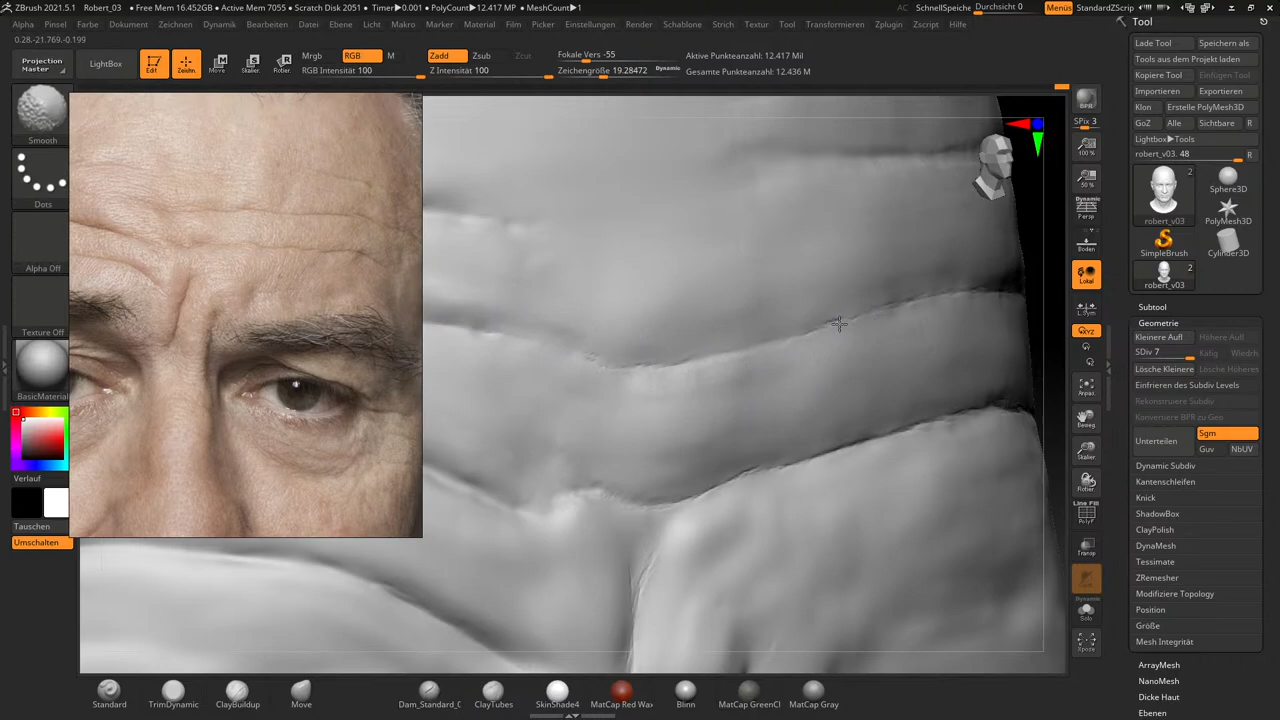 ZBrush 2021.5.1 Robert_03 • Free Mem 16.452GB • Active Mem 7055 • Scratch Disk 2051 • Timer▶0.001 • PolyCount▶12.417 MP • MeshCount▶1 AC SchnellSpeiche Durchsicht 0 Menüs StandardZScrip
Alpha Pinsel Farbe Dokument Zeichnen Dynamik Bearbeiten Datei Ebene Licht Makro Marker Material Film Picker Einstellungen Render Schablone Strich Textur Tool Transformieren Zplugin Zscript Hilfe
0.28,-21.769,-0.199
Projection Master
LightBox
Edit
Zeichn.
Move
Skalier.
Rotier.
Mrgb RGB M
RGB Intensität 100
Zadd Zsub Zcut
Z Intensität 100
Fokale Vers -55
Zeichengröße 19.28472 Dynamic
Aktive Punkteanzahl: 12.417 Mil
Gesamte Punkteanzahl: 12.436 M
Smooth
Dots
Alpha Off
Texture Off
BasicMaterial
Verlauf
Tauschen
Umschalten
BPR
SPix 3
100 %
50 %
Dynamic
Persp
Boden
Lokal
L.Sym
XYZ
Anpas.
Beweg.
Skalier
Rotier.
Line Fill
PolyF
Transp
Dynamic
Solo
Xpose
Tool
Lade Tool Speichern als
Tools aus dem Projekt laden
Kopiere Tool Einfügen Tool
Importieren Exportieren
Klon Erstelle PolyMesh3D
GoZ Alle Sichtbare R
Lightbox▶Tools
robert_v03. 48 R
2
robert_v03 Sphere3D
PolyMesh3D
SimpleBrush Cylinder3D
2
robert_v03
Subtool
Geometrie
Kleinere Aufl Höhere Aufl
SDiv 7
Lösche Kleinere Lösche Höheres
Einfrieren des Subdiv Levels
Rekonstruiere Subdiv
Konveriere BPR zu Geo
Unterteilen Sgm
Guv NbUV
Dynamic Subdiv
Kantenschleifen
Knick
ShadowBox
ClayPolish
DynaMesh
Tessimate
ZRemesher
Modifiziere Topology
Position
Größe
Mesh Integrität
ArrayMesh
NanoMesh
Dicke Haut
Ebenen
Standard TrimDynamic ClayBuildup Move Dam_Standard_C ClayTubes SkinShade4 MatCap Red Wax Blinn MatCap GreenCl MatCap Gray